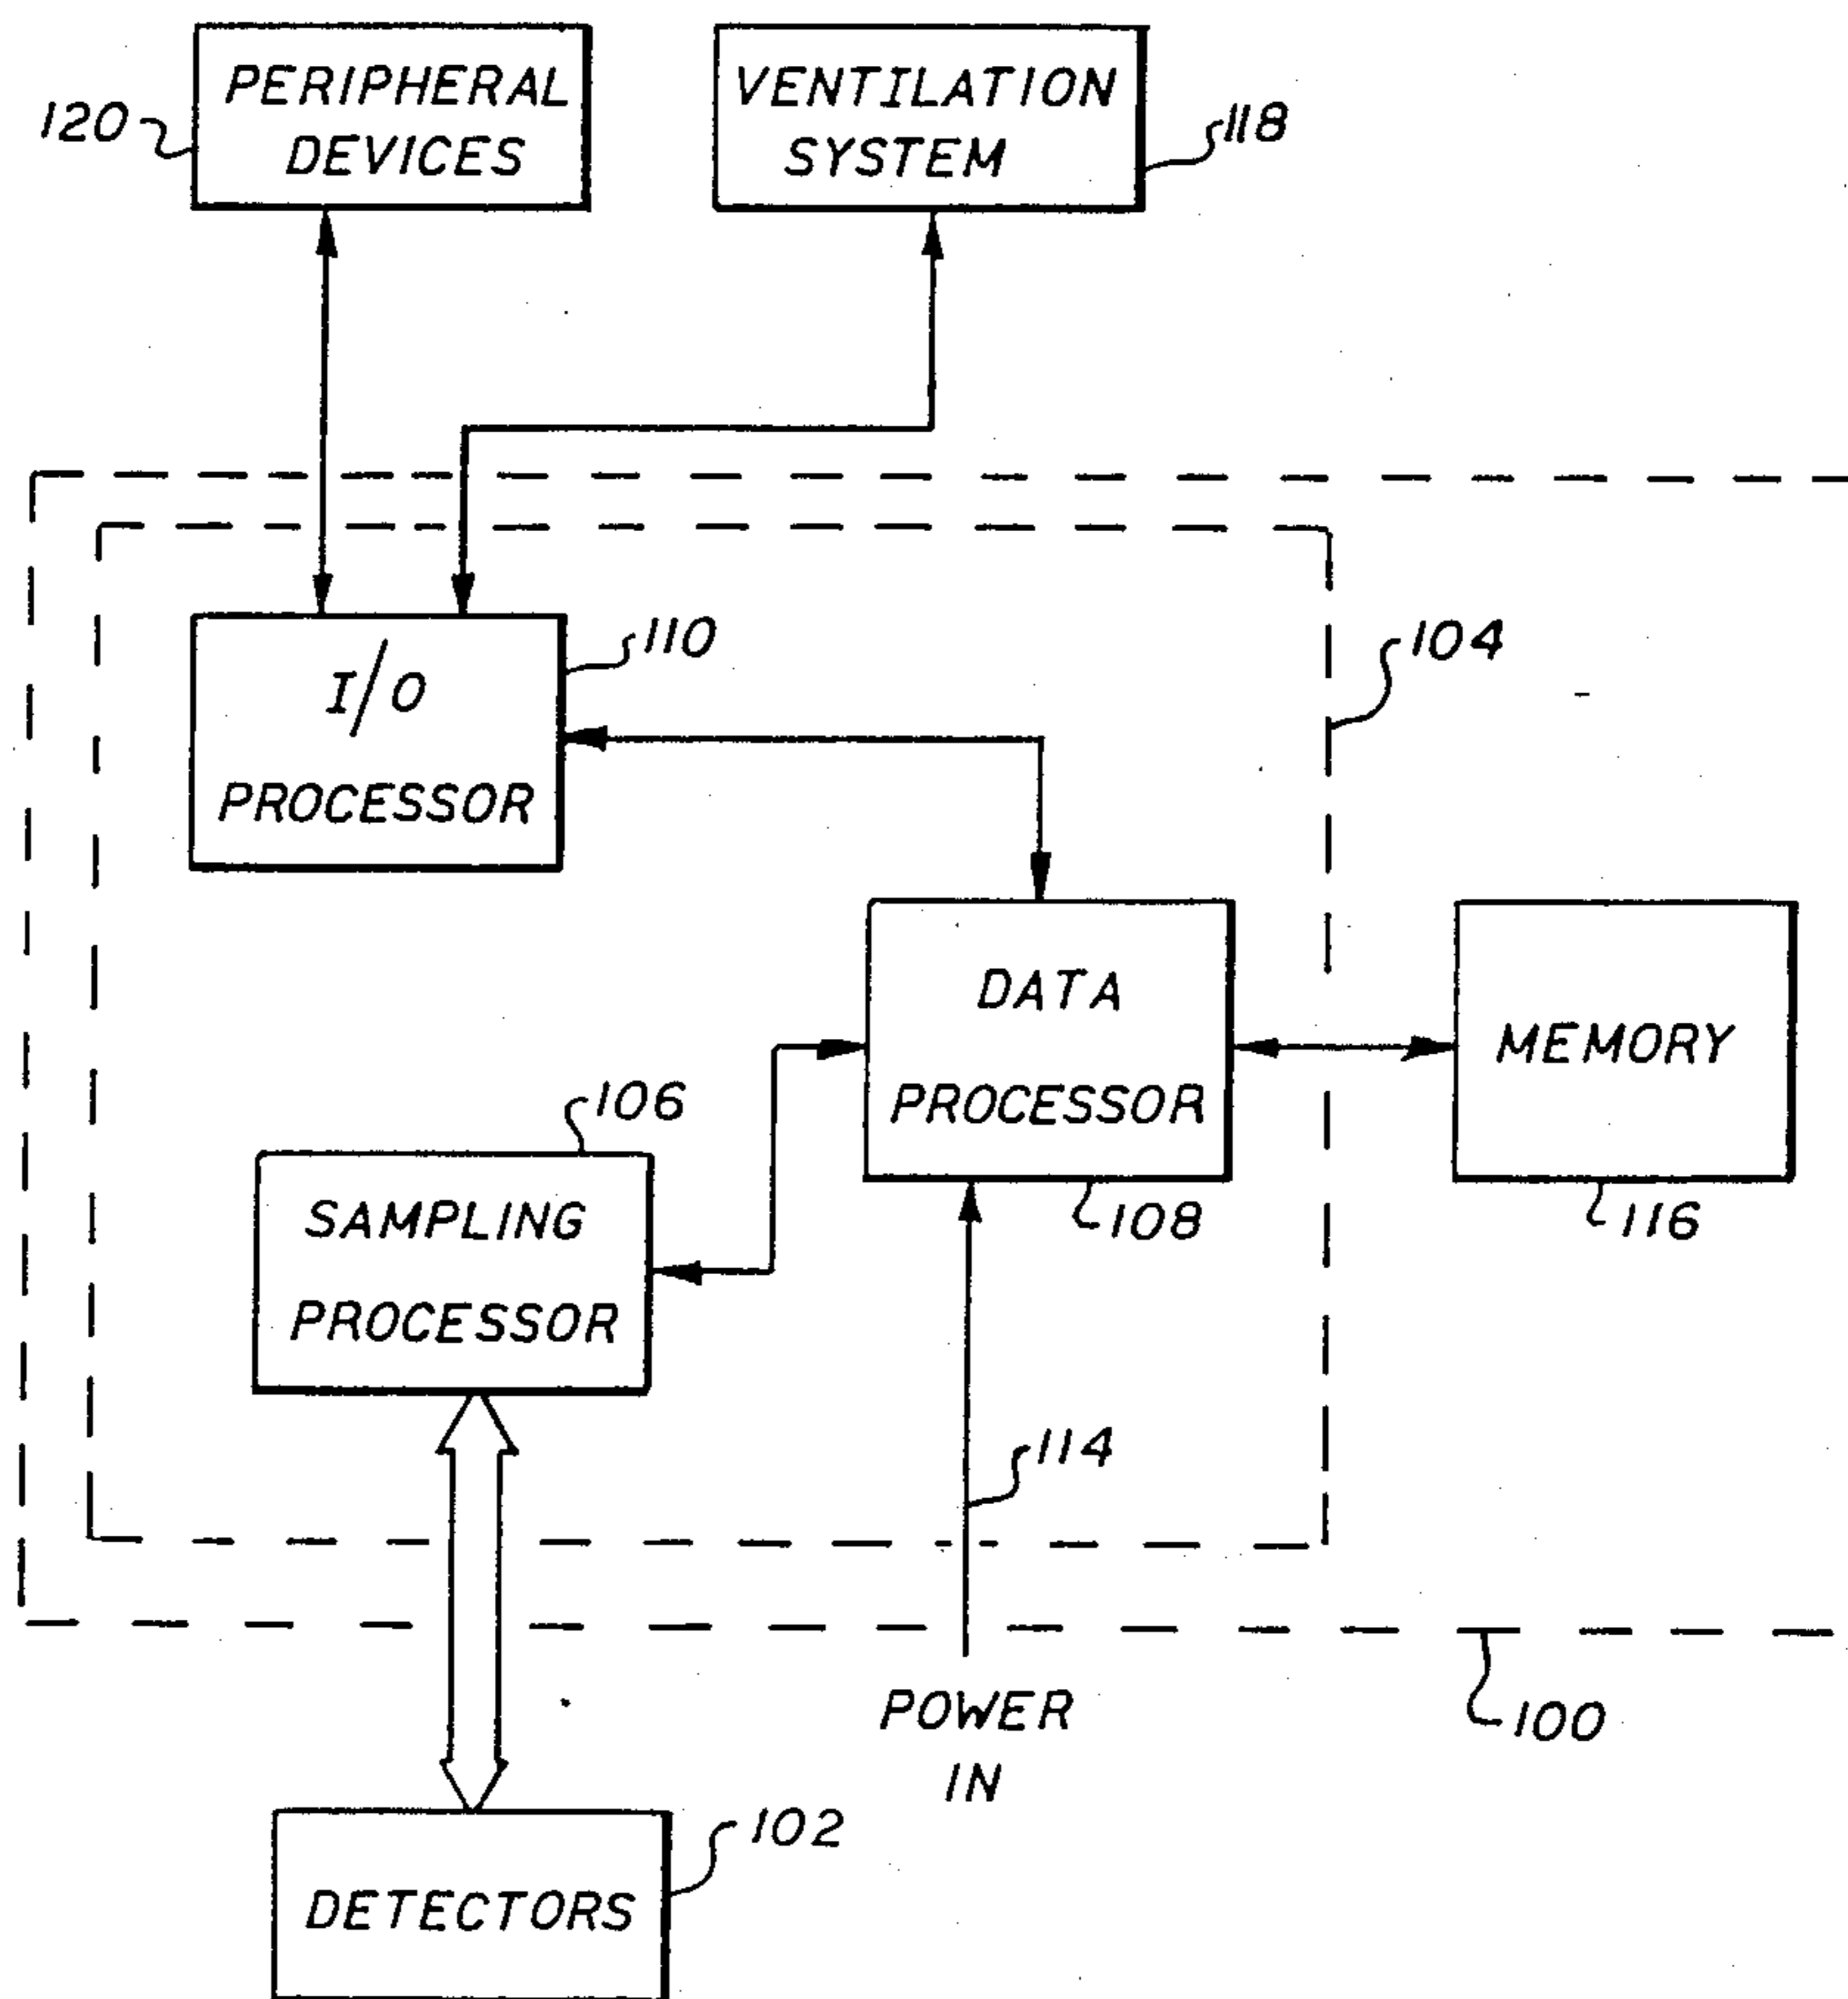 PERIPHERAL
DEVICES
120
VENTILATION
SYSTEM
118
I/O
PROCESSOR
110
104
DATA
PROCESSOR
108
MEMORY
116
106
SAMPLING
PROCESSOR
114
POWER
IN
100
102
DETECTORS